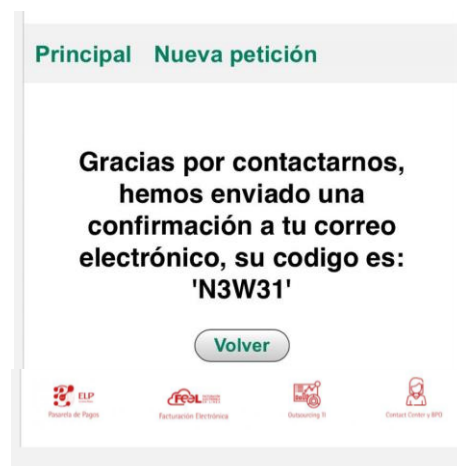 Principal Nueva petición
Gracias por contactarnos,
hemos enviado una
confirmación a tu correo
electrónico, su codigo es:
'N3W31'
Volver
ELP
FEEL
Pasarela de Pagos Facturación Electrónica Outsourcing TI Contact Center y BPO